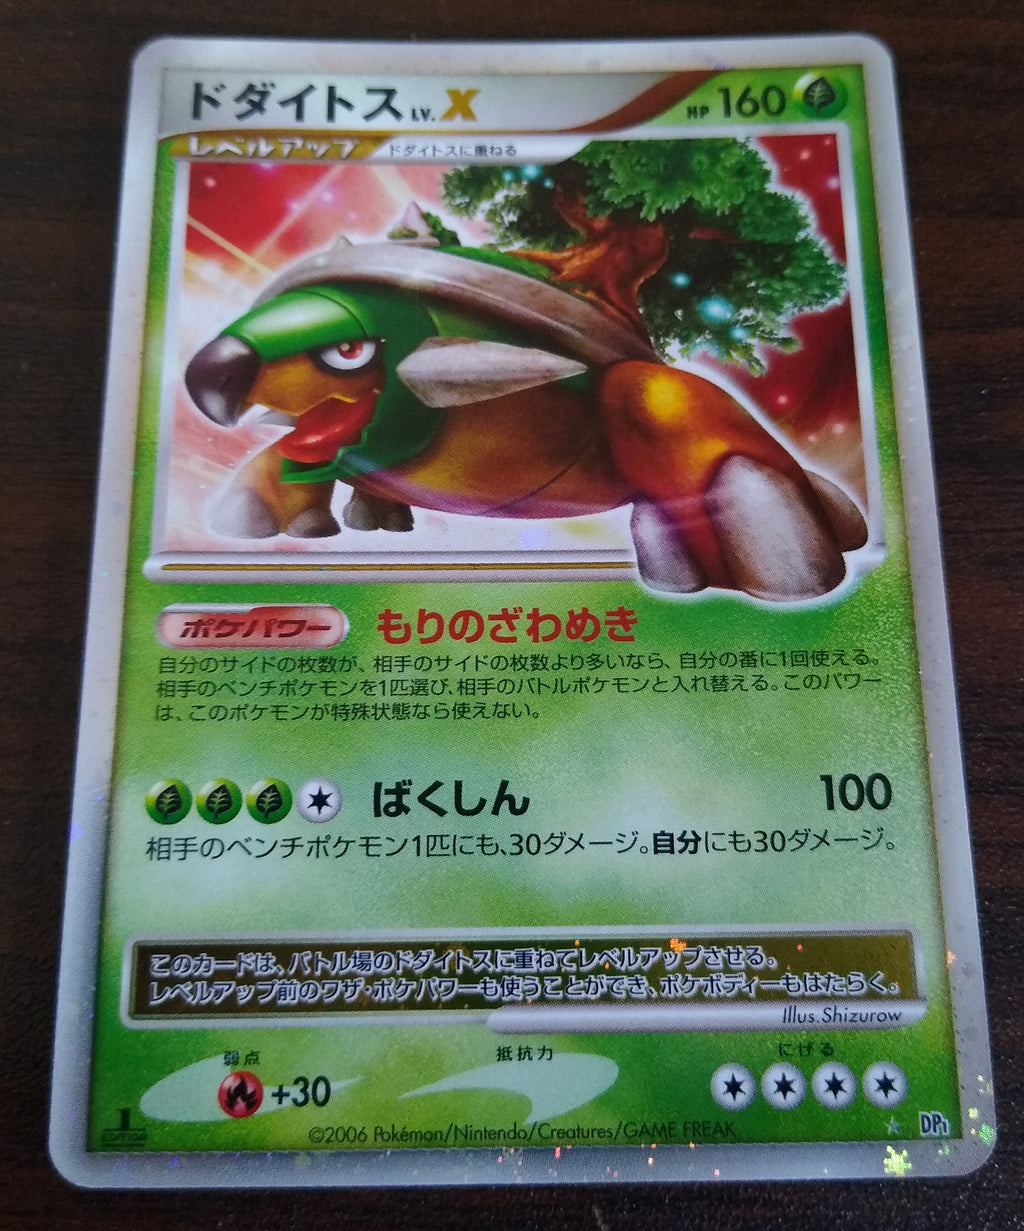 ドダイトス LV.X HP 160
レベルアップ ドダイトスに重ねる
ポケパワー もりのざわめき
自分のサイドの枚数が、相手のサイドの枚数より多いなら、自分の番に1回使える。
相手のベンチポケモンを1匹選び、相手のバトルポケモンと入れ替える。このパワー
は、このポケモンが特殊状態なら使えない。
ばくしん 100
相手のベンチポケモン1匹にも、30ダメージ。自分にも30ダメージ。
このカードは、バトル場のドダイトスに重ねてレベルアップさせる。
レベルアップ前のワザ・ポケパワーも使うことができ、ポケボディーもはたらく。
Illus.Shizurow
弱点 抵抗力 にげる
+30
1 EDITION ©2006 Pokémon/Nintendo/Creatures/GAME FREAK DP1